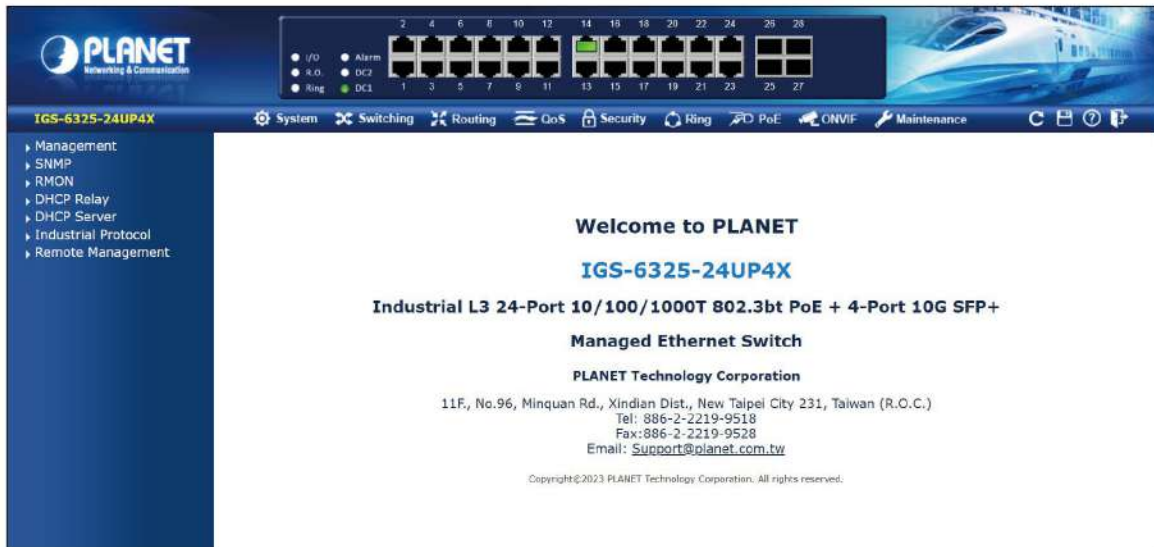 PLANET
Networking & Communication
2 4 6 8 10 12 14 16 18 20 22 24 26 28
I/O Alarm
R.O. DC2
Ring DC1
1 3 5 7 9 11 13 15 17 19 21 23 25 27
IGS-6325-24UP4X
System Switching Routing QoS Security Ring PoE ONVIF Maintenance
Management
SNMP
RMON
DHCP Relay
DHCP Server
Industrial Protocol
Remote Management
Welcome to PLANET
IGS-6325-24UP4X
Industrial L3 24-Port 10/100/1000T 802.3bt PoE + 4-Port 10G SFP+
Managed Ethernet Switch
PLANET Technology Corporation
11F., No.96, Minquan Rd., Xindian Dist., New Taipei City 231, Taiwan (R.O.C.)
Tel: 886-2-2219-9518
Fax:886-2-2219-9528
Email: Support@planet.com.tw
Copyright©2023 PLANET Technology Corporation. All rights reserved.